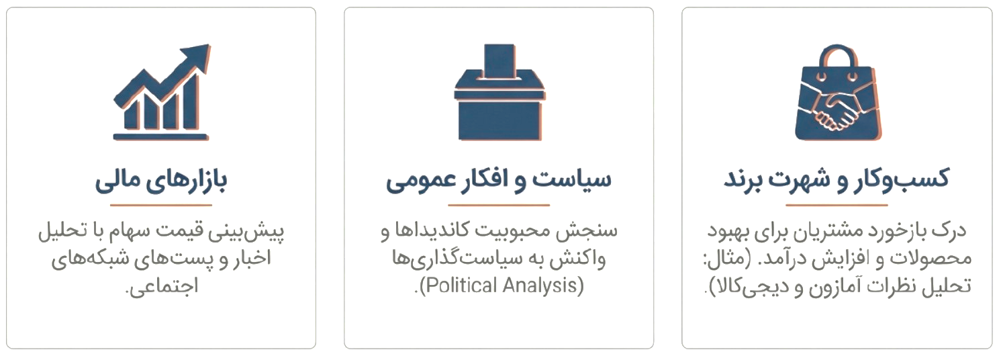 کسب‌وکار و شهرت برند
درک بازخورد مشتریان برای بهبود
محصولات و افزایش درآمد. (مثال:
تحلیل نظرات آمازون و دیجی‌کالا).
سیاست و افکار عمومی
سنجش محبوبیت کاندیداها و
واکنش به سیاست‌گذاری‌ها
(Political Analysis).
بازارهای مالی
پیش‌بینی قیمت سهام با تحلیل
اخبار و پست‌های شبکه‌های
اجتماعی.